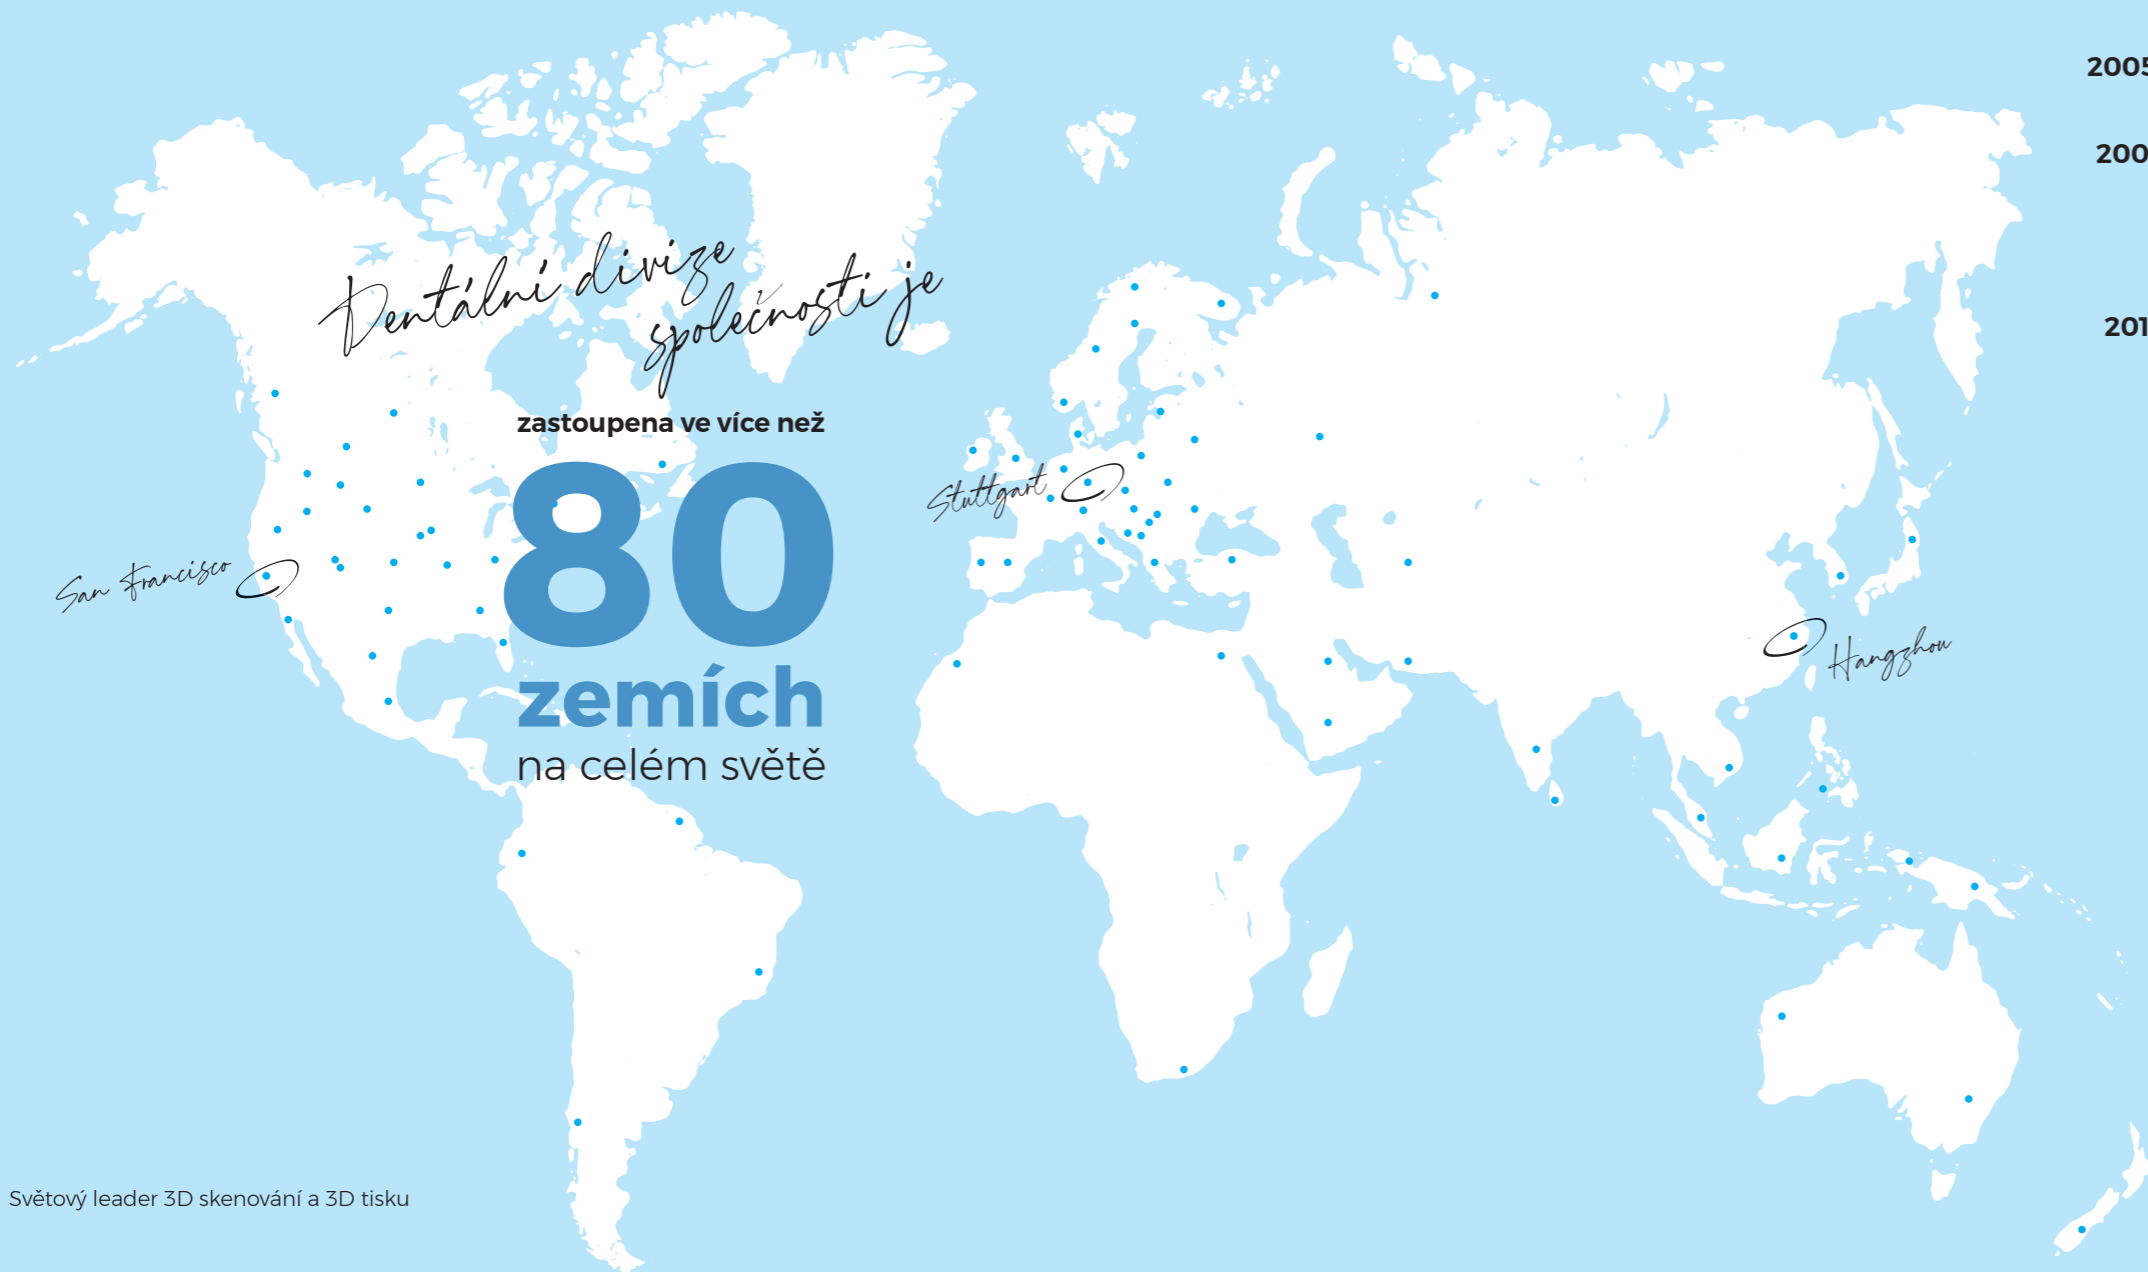 Dentální divize
společnosti je
zastoupena ve více než
80
zemích
na celém světě
San Francisco
Stuttgart
Hangzhou
Světový leader 3D skenování a 3D tisku
2005
200
201